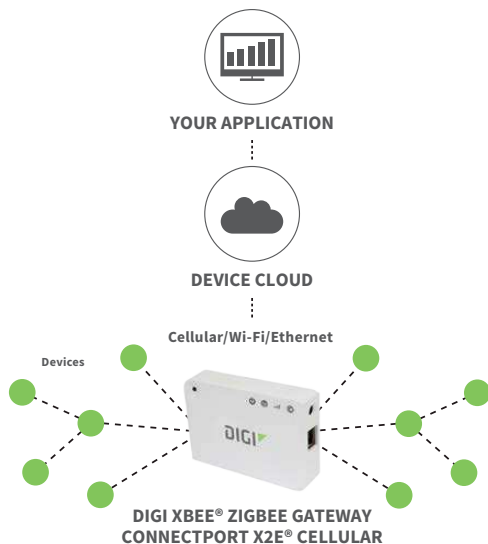 YOUR APPLICATION
DEVICE CLOUD
Cellular/Wi-Fi/Ethernet
Devices
DIGI
DIGI XBEE® ZIGBEE GATEWAY
CONNECTPORT X2E® CELLULAR